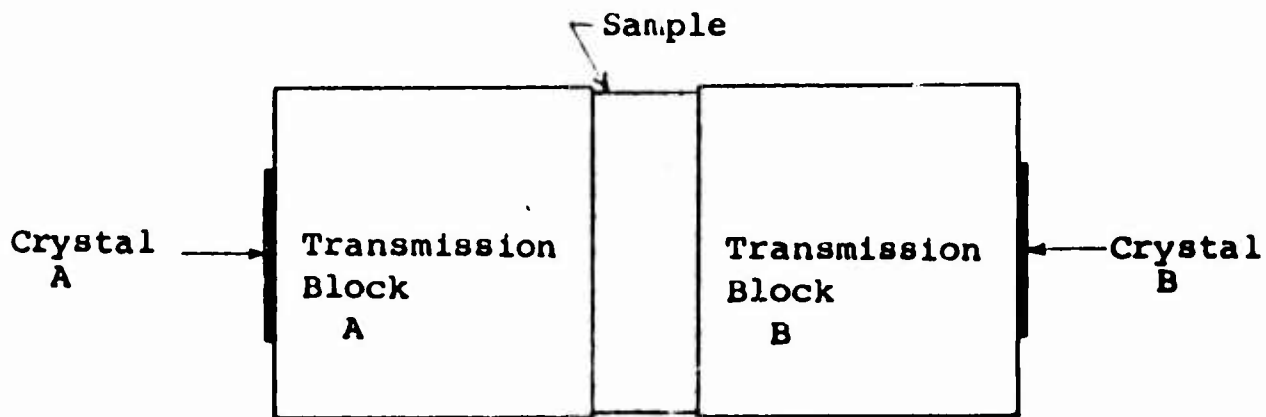 Sample
Crystal
A
Transmission
Block
A
Transmission
Block
B
Crystal
B